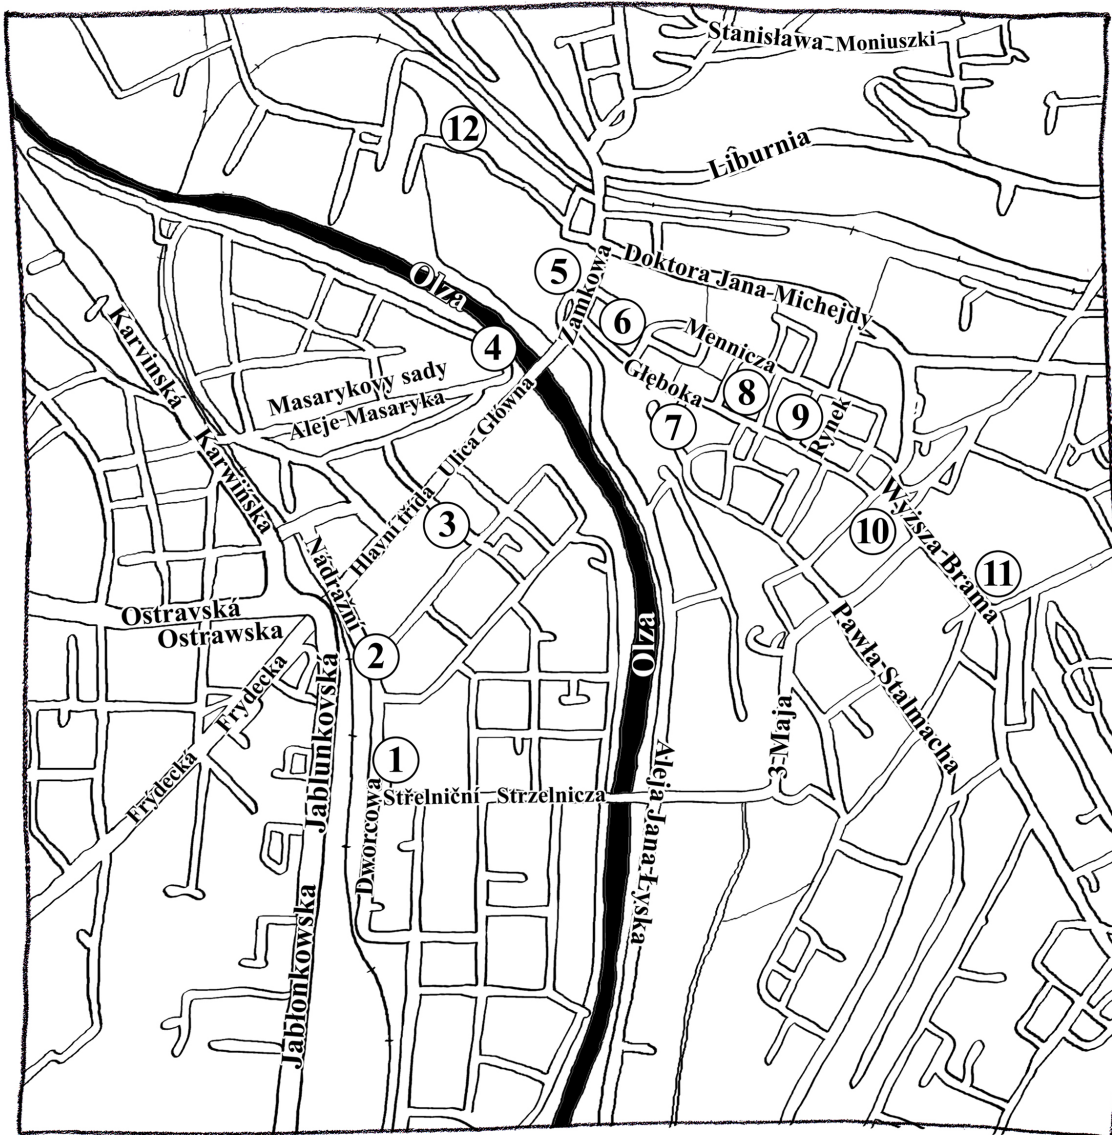 Stanisława Moniuszki
12
Liburnia
5
Zamkowa
Doktora Jana Michejdy
Olza
6
Mennicza
Karvinská
4
Głęboka
Masarykovy sady
Aleje Masaryka
8
9
Rynek
7
Karwińska
Hlavní třída Ulica Główna
3
Wyższa Brama
10
Nádražní
11
Ostravská
Ostrawska
2
Olza
Pawła Stalmacha
Frydecka
Frýdecká
Jablunkovská
3 Maja
1
Střelniční Strzelnicza
Dworcowa
Aleja Jana Łyska
Jabłonkowska